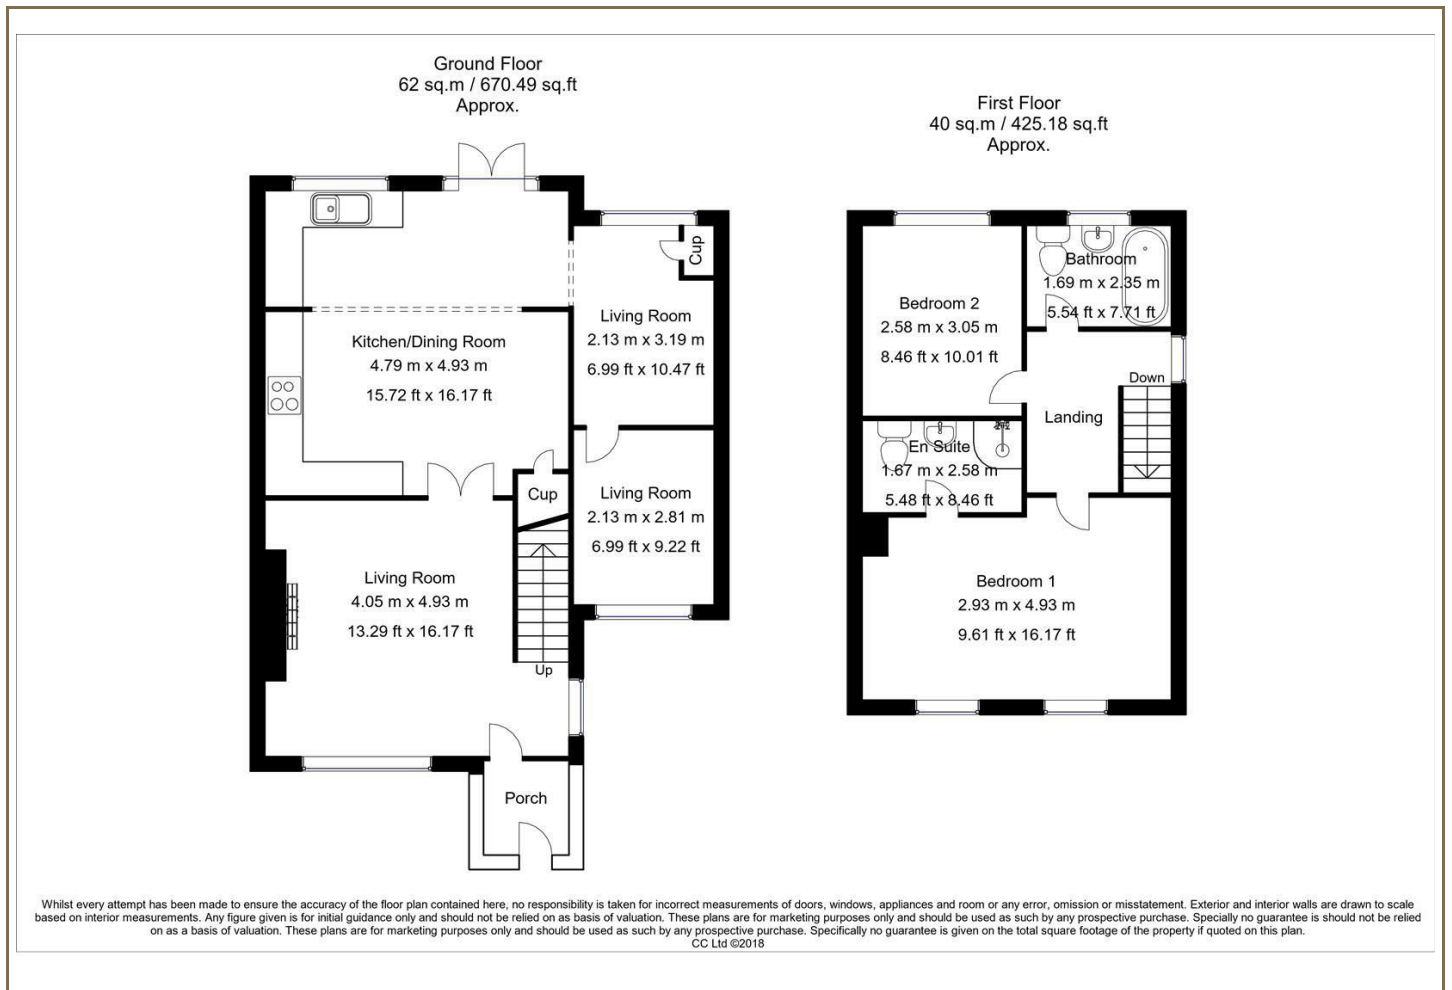 Ground Floor
62 sq.m / 670.49 sq.ft
Approx.
First Floor
40 sq.m / 425.18 sq.ft
Approx.
Cup
Living Room
2.13 m x 3.19 m
6.99 ft x 10.47 ft
Kitchen/Dining Room
4.79 m x 4.93 m
15.72 ft x 16.17 ft
Cup
Living Room
2.13 m x 2.81 m
6.99 ft x 9.22 ft
Living Room
4.05 m x 4.93 m
13.29 ft x 16.17 ft
Up
Porch
Bathroom
1.69 m x 2.35 m
5.54 ft x 7.71 ft
Bedroom 2
2.58 m x 3.05 m
8.46 ft x 10.01 ft
Down
Landing
En Suite
1.67 m x 2.58 m
5.48 ft x 8.46 ft
Bedroom 1
2.93 m x 4.93 m
9.61 ft x 16.17 ft
Whilst every attempt has been made to ensure the accuracy of the floor plan contained here, no responsibility is taken for incorrect measurements of doors, windows, appliances and room or any error, omission or misstatement. Exterior and interior walls are drawn to scale
based on interior measurements. Any figure given is for initial guidance only and should not be relied on as basis of valuation. These plans are for marketing purposes only and should be used as such by any prospective purchase. Specially no guarantee is should not be relied
on as a basis of valuation. These plans are for marketing purposes only and should be used as such by any prospective purchase. Specifically no guarantee is given on the total square footage of the property if quoted on this plan.
CC Ltd ©2018